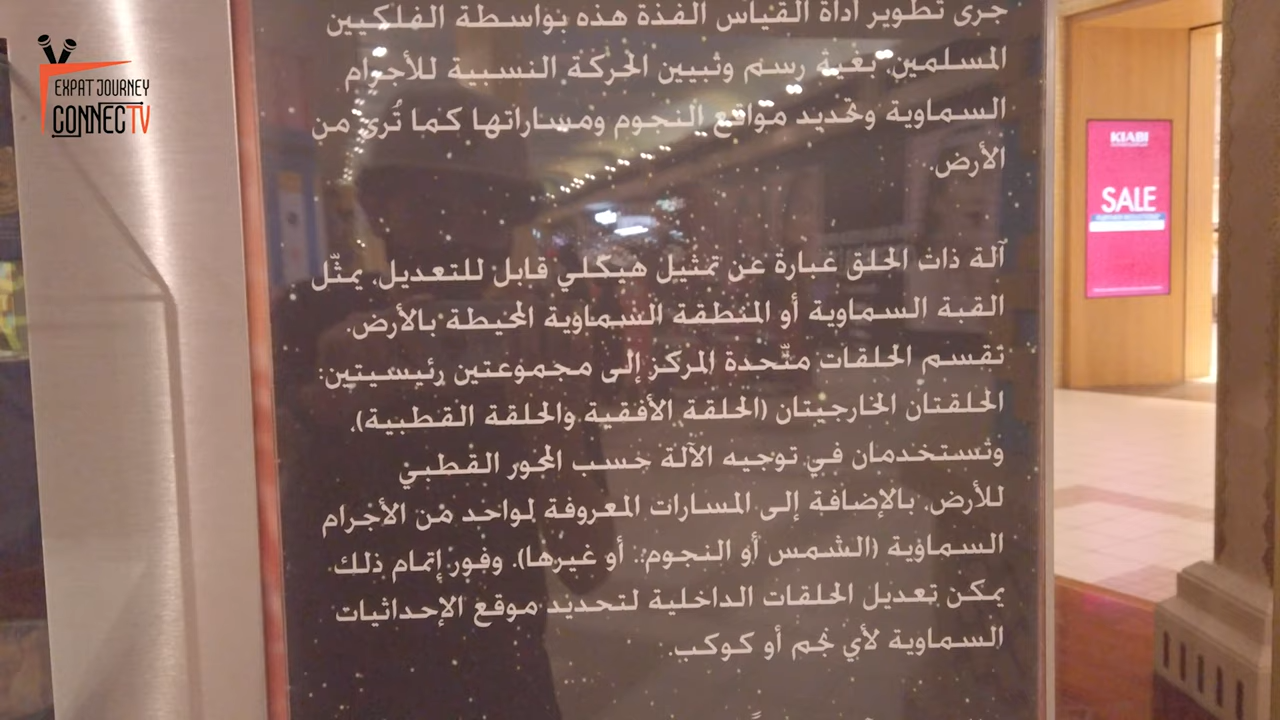 EXPAT JOURNEY
CONNECTV
جرى تطوير أداة القياس الفذة هذه بواسطة الفلكيين
المسلمين، بغية رسم وتبيين الحركة النسبية للأجرام
السماوية وتحديد مواقع النجوم ومساراتها كما تُرى من
الأرض.
آلة ذات الحلق عبارة عن تمثيل هيكلي قابل للتعديل، يمثّل
القبة السماوية أو المنطقة السماوية المحيطة بالأرض.
تقسم الحلقات متّحدة المركز إلى مجموعتين رئيسيتين:
الحلقتان الخارجيتان (الحلقة الأفقية والحلقة القطبية)،
وتستخدمان في توجيه الآلة حسب المحور القطبي
للأرض، بالإضافة إلى المسارات المعروفة لواحد من الأجرام
السماوية (الشمس أو النجوم.. أو غيرها). وفور إتمام ذلك
يمكن تعديل الحلقات الداخلية لتحديد موقع الإحداثيات
السماوية لأي نجم أو كوكب.
KIABI
SALE